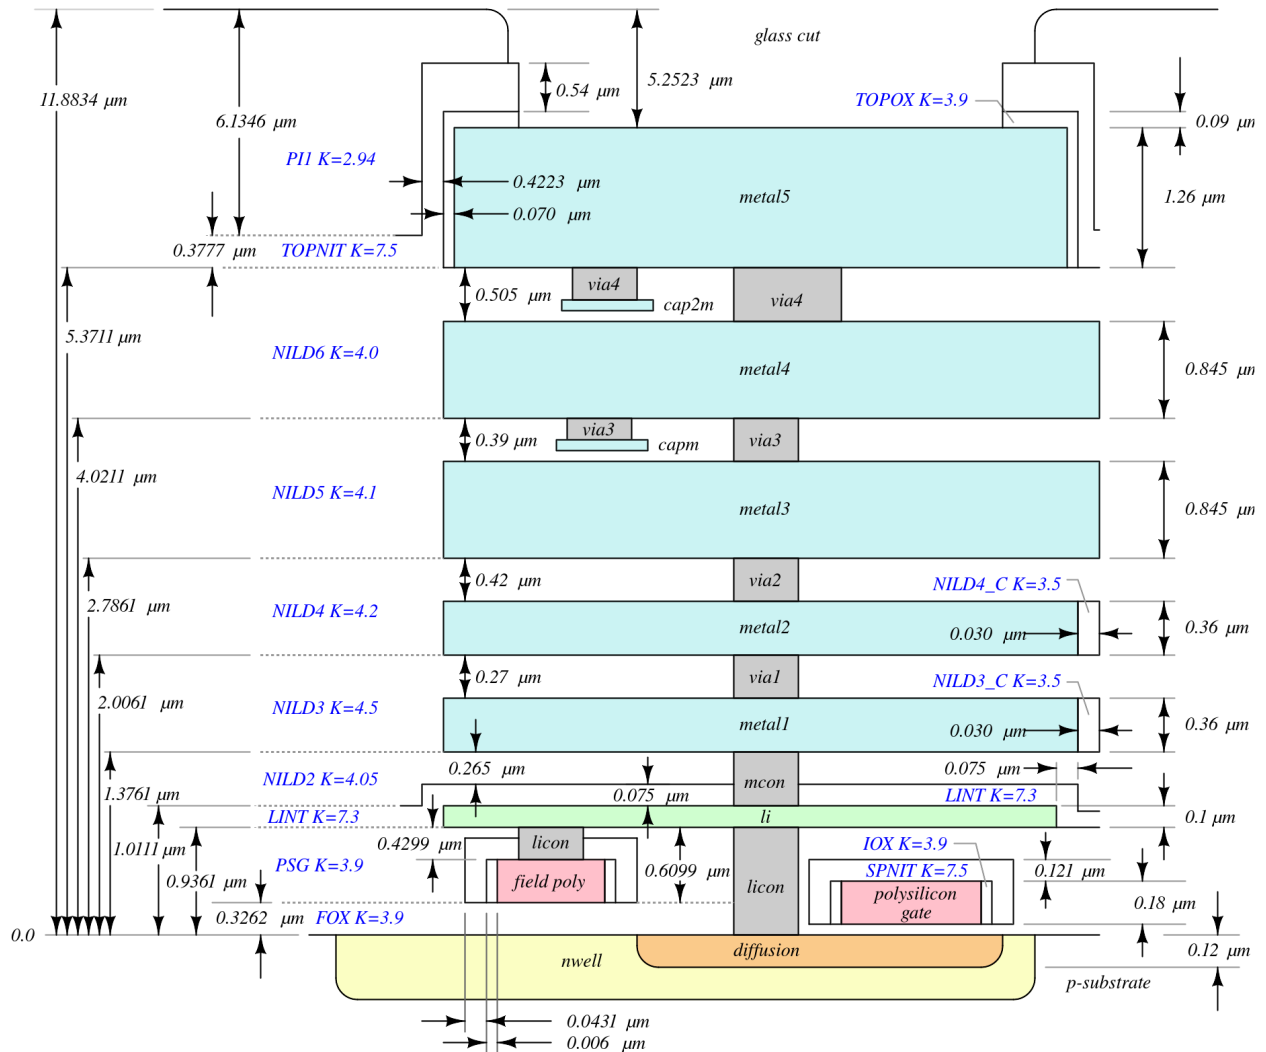 glass cut
11.8834 µm
6.1346 µm
0.54 µm
5.2523 µm
TOPOX K=3.9
0.09 µm
PI1 K=2.94
0.4223 µm
metal5
1.26 µm
0.070 µm
0.3777 µm
TOPNIT K=7.5
0.505 µm
via4
cap2m
via4
5.3711 µm
NILD6 K=4.0
metal4
0.845 µm
0.39 µm
via3
capm
via3
4.0211 µm
NILD5 K=4.1
metal3
0.845 µm
0.42 µm
via2
NILD4_C K=3.5
2.7861 µm
NILD4 K=4.2
metal2
0.030 µm
0.36 µm
0.27 µm
via1
NILD3_C K=3.5
2.0061 µm
NILD3 K=4.5
metal1
0.030 µm
0.36 µm
0.265 µm
0.075 µm
NILD2 K=4.05
mcon
1.3761 µm
0.075 µm
LINT K=7.3
LINT K=7.3
li
0.1 µm
1.0111 µm
0.4299 µm
licon
IOX K=3.9
PSG K=3.9
0.6099 µm
SPNIT K=7.5
0.121 µm
0.9361 µm
field poly
licon
polysilicon
gate
0.18 µm
0.3262 µm
FOX K=3.9
0.0
diffusion
0.12 µm
nwell
p-substrate
0.0431 µm
0.006 µm